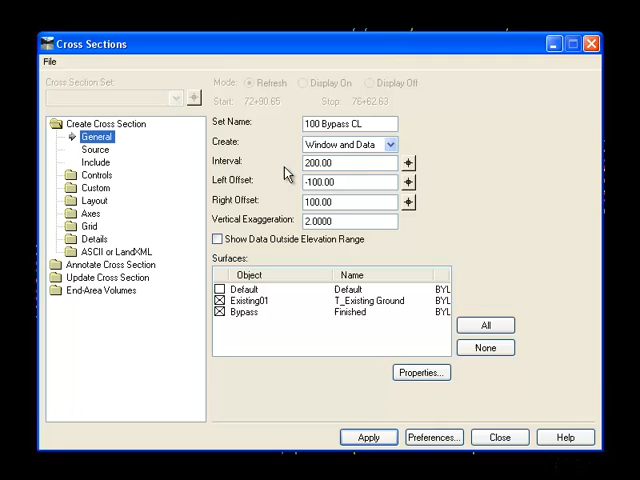 Cross Sections
File
Cross Section Set:
Mode: Refresh Display On Display Off
Start: 72+90.65 Stop: 76+62.63
Create Cross Section
General
Source
Include
Controls
Custom
Layout
Axes
Grid
Details
ASCII or LandXML
Annotate Cross Section
Update Cross Section
End-Area Volumes
Set Name: 100 Bypass CL
Create: Window and Data
Interval: 200.00
Left Offset: -100.00
Right Offset: 100.00
Vertical Exaggeration: 2.0000
Show Data Outside Elevation Range
Surfaces:
Object Name
Default Default BYL
Existing01 T_Existing Ground BYL
Bypass Finished BYL
All
None
Properties...
Apply Preferences... Close Help